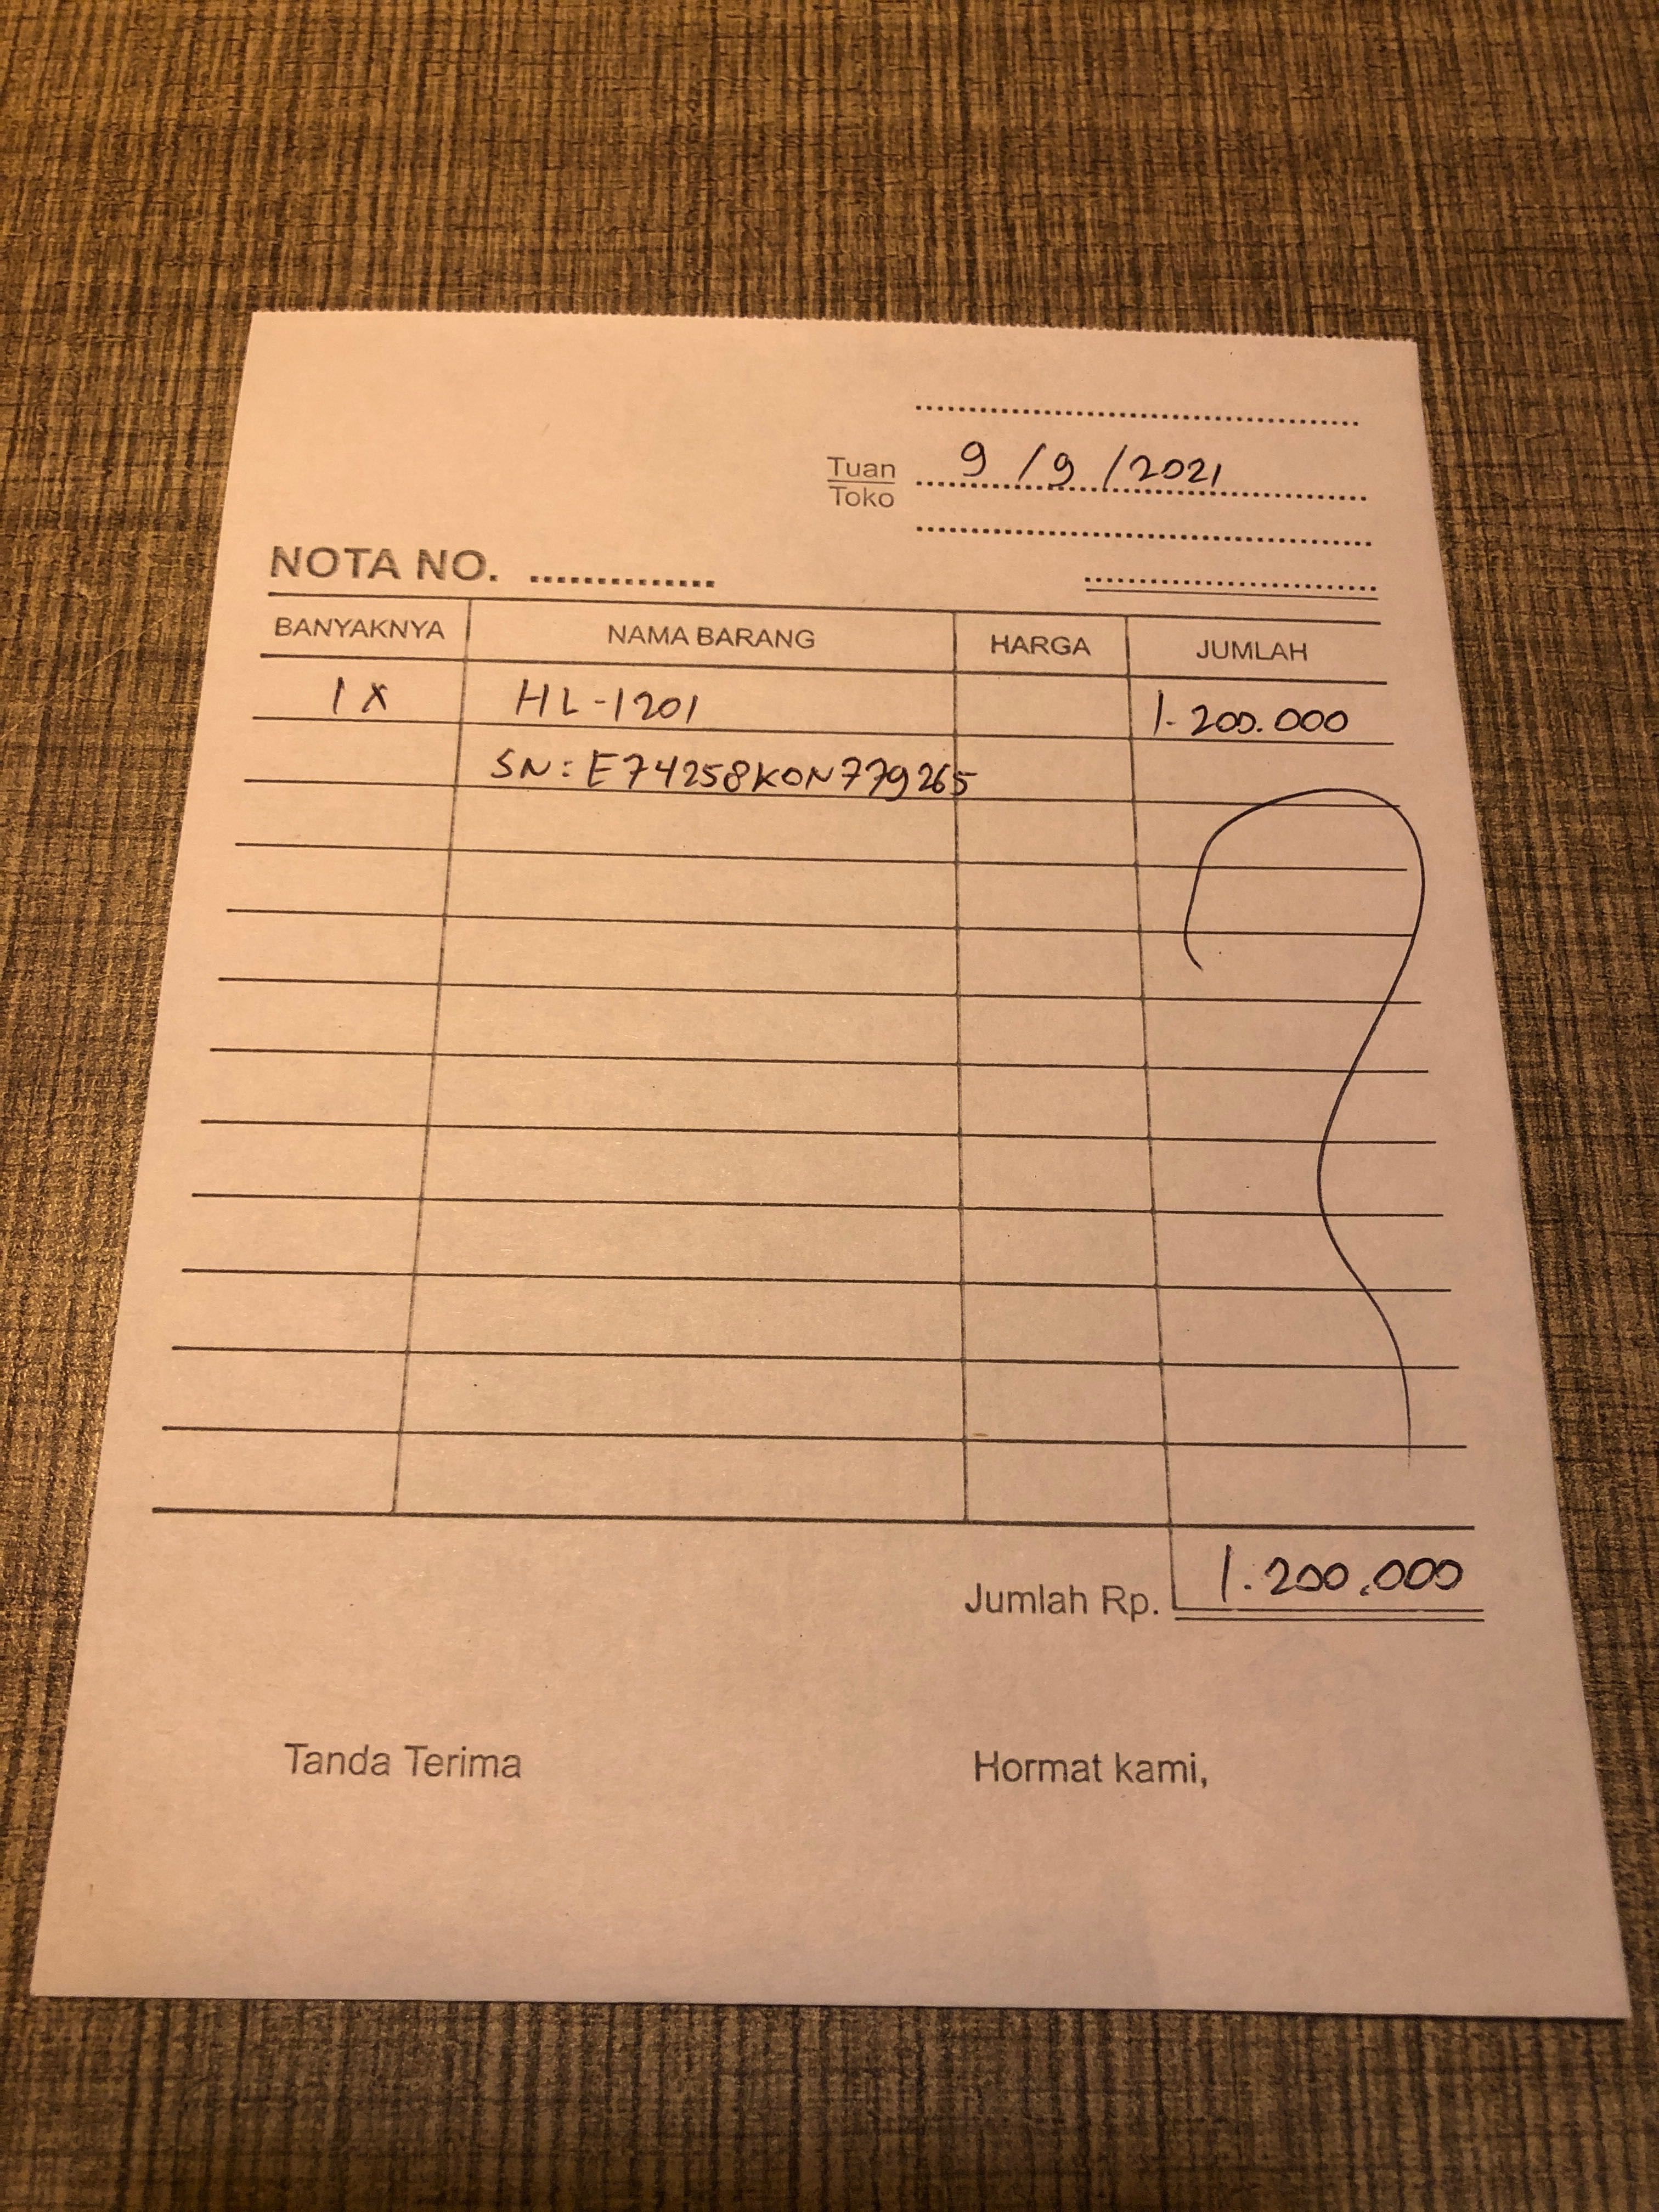 Tuan
Toko
9/9/2021
NOTA NO.
BANYAKNYA NAMA BARANG HARGA JUMLAH
1 X HL-1201 1.200.000
SN: E74258K0N779265
Jumlah Rp. 1.200.000
Tanda Terima Hormat kami,